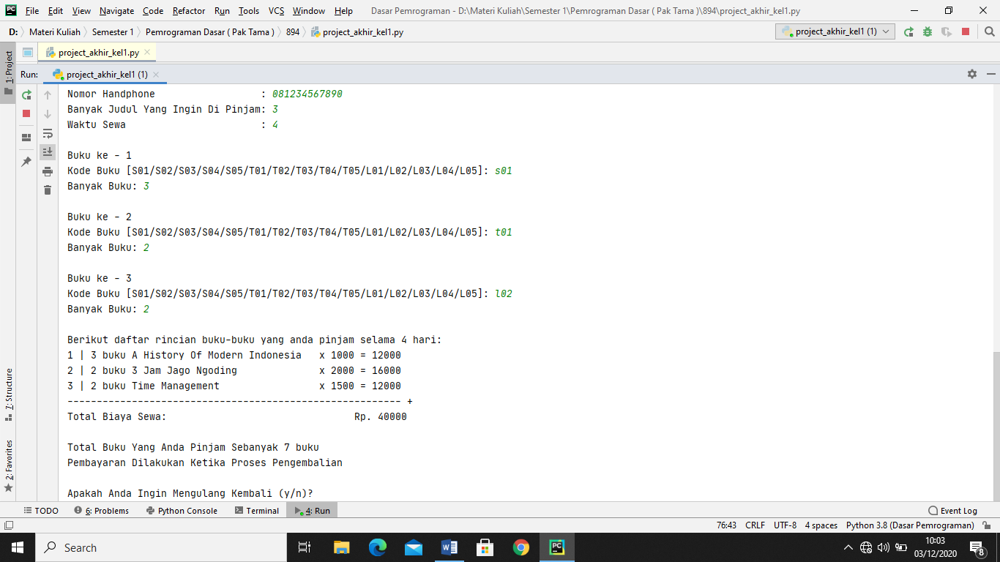 PC File Edit View Navigate Code Refactor Run Tools VCS Window Help Dasar Pemrograman - D:\Materi Kuliah\Semester 1\Pemrograman Dasar ( Pak Tama )\894\project_akhir_kel1.py
D: Materi Kuliah Semester 1 Pemrograman Dasar ( Pak Tama ) 894 project_akhir_kel1.py project_akhir_kel1 (1)
1: Project
project_akhir_kel1.py
Run: project_akhir_kel1 (1)
Nomor Handphone : 081234567890
Banyak Judul Yang Ingin Di Pinjam: 3
Waktu Sewa : 4
Buku ke - 1
Kode Buku [S01/S02/S03/S04/S05/T01/T02/T03/T04/T05/L01/L02/L03/L04/L05]: s01
Banyak Buku: 3
Buku ke - 2
Kode Buku [S01/S02/S03/S04/S05/T01/T02/T03/T04/T05/L01/L02/L03/L04/L05]: t01
Banyak Buku: 2
Buku ke - 3
Kode Buku [S01/S02/S03/S04/S05/T01/T02/T03/T04/T05/L01/L02/L03/L04/L05]: l02
Banyak Buku: 2
Berikut daftar rincian buku-buku yang anda pinjam selama 4 hari:
1 | 3 buku A History Of Modern Indonesia x 1000 = 12000
2 | 2 buku 3 Jam Jago Ngoding x 2000 = 16000
3 | 2 buku Time Management x 1500 = 12000
--------------------------------------------------------- +
Total Biaya Sewa: Rp. 40000
Total Buku Yang Anda Pinjam Sebanyak 7 buku
Pembayaran Dilakukan Ketika Proses Pengembalian
Apakah Anda Ingin Mengulang Kembali (y/n)?
7: Structure
2: Favorites
TODO 6: Problems Python Console Terminal 4: Run Event Log
76:43 CRLF UTF-8 4 spaces Python 3.8 (Dasar Pemrograman)
Search
W
PC
10:03
03/12/2020
8